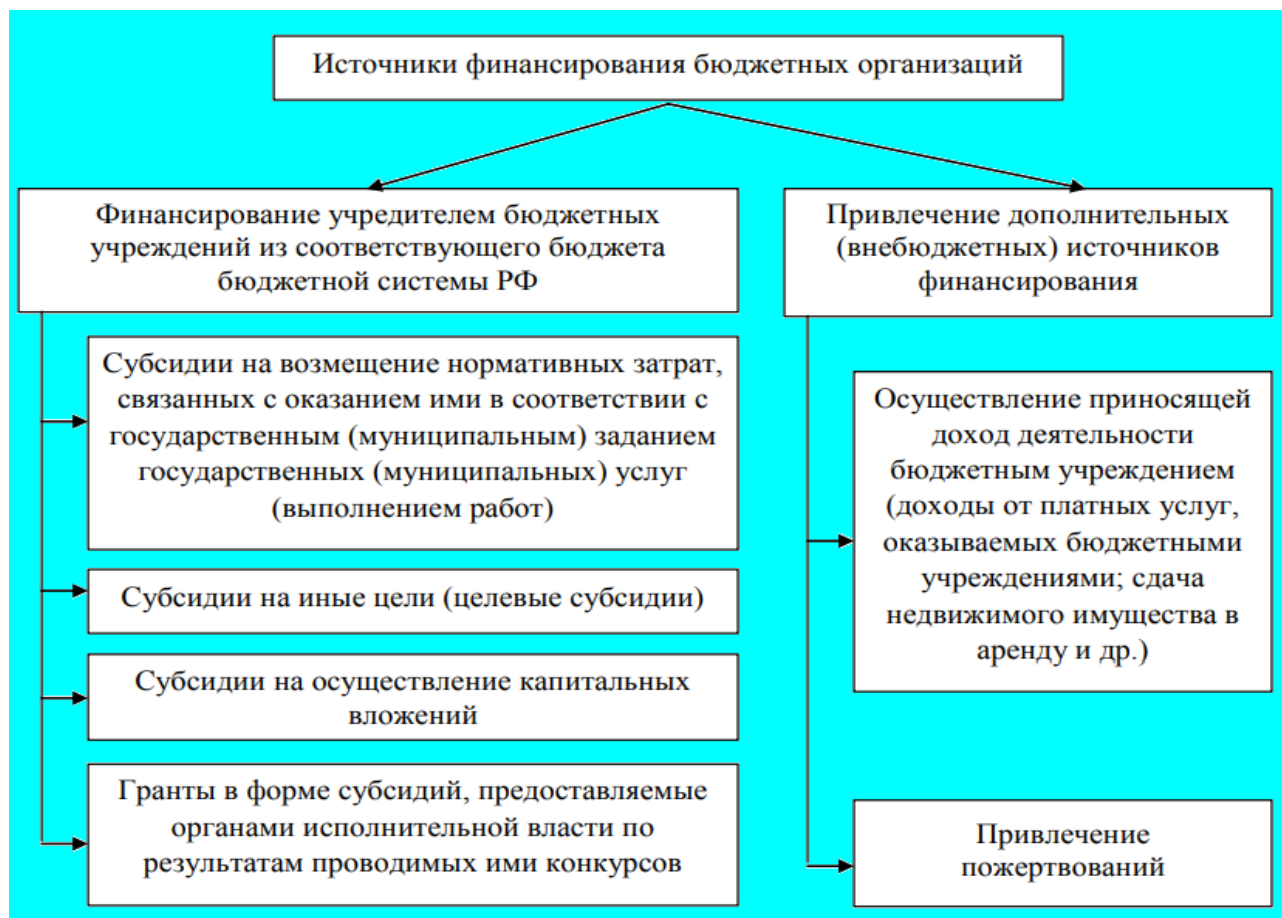 Источники финансирования бюджетных организаций
Финансирование учредителем бюджетных
учреждений из соответствующего бюджета
бюджетной системы РФ
Субсидии на возмещение нормативных затрат,
связанных с оказанием ими в соответствии с
государственным (муниципальным) заданием
государственных (муниципальных) услуг
(выполнением работ)
Субсидии на иные цели (целевые субсидии)
Субсидии на осуществление капитальных
вложений
Гранты в форме субсидий, предоставляемые
органами исполнительной власти по
результатам проводимых ими конкурсов
Привлечение дополнительных
(внебюджетных) источников
финансирования
Осуществление приносящей
доход деятельности
бюджетным учреждением
(доходы от платных услуг,
оказываемых бюджетными
учреждениями; сдача
недвижимого имущества в
аренду и др.)
Привлечение
пожертвований